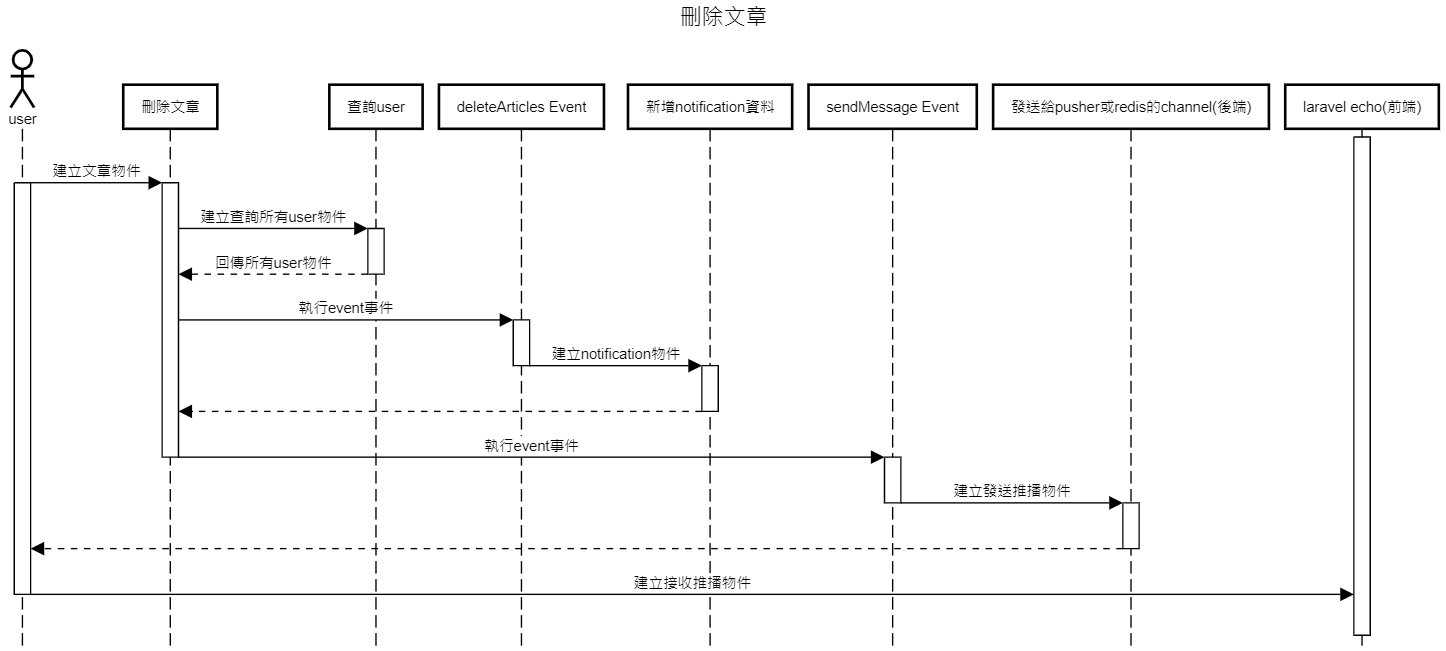 刪除文章
user
刪除文章
查詢user
deleteArticles Event
新增notification資料
sendMessage Event
發送給pusher或redis的channel(後端)
laravel echo(前端)
建立文章物件
建立查詢所有user物件
回傳所有user物件
執行event事件
建立notification物件
執行event事件
建立發送推播物件
建立接收推播物件